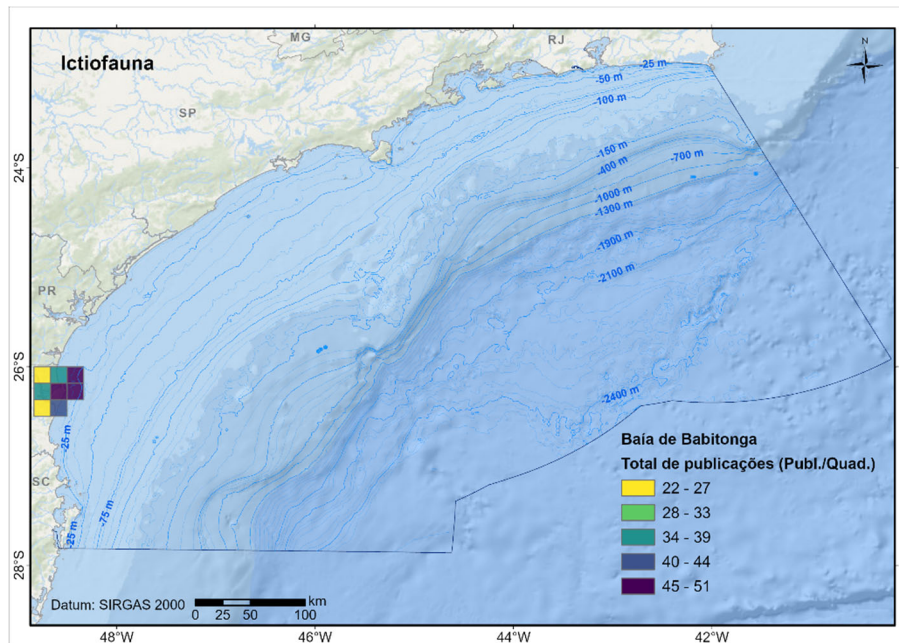 Ictiofauna
MG
RJ
N
SP
-25 m
-50 m
-100 m
24°S
-150 m
-400 m
-700 m
-1000 m
-1300 m
-1900 m
-2100 m
PR
26°S
-2400 m
-25 m
SC
-75 m
-25 m
28°S
Baía de Babitonga
Total de publicações (Publ./Quad.)
22 - 27
28 - 33
34 - 39
40 - 44
45 - 51
Datum: SIRGAS 2000
km
0 25 50 100
48°W 46°W 44°W 42°W